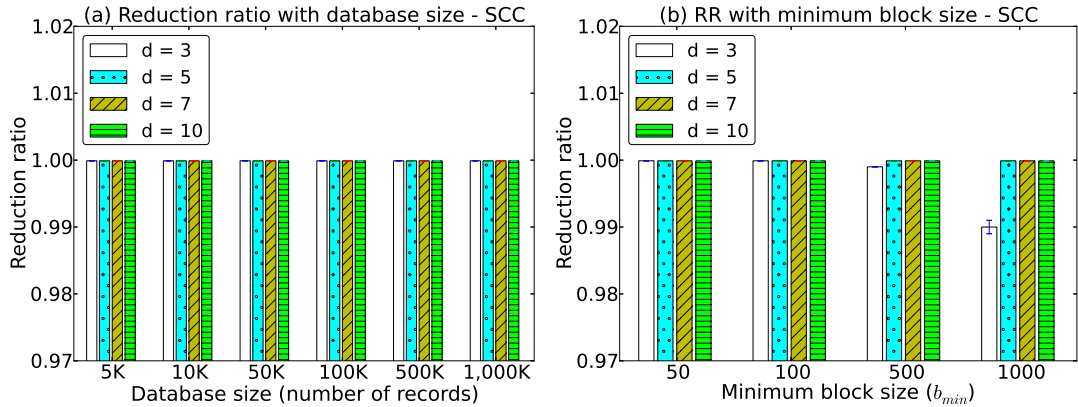 (a) Reduction ratio with database size - SCC
1.02
1.01
1.00
0.99
0.98
0.97
Reduction ratio
d = 3
d = 5
d = 7
d = 10
5K 10K 50K 100K 500K 1,000K
Database size (number of records)
(b) RR with minimum block size - SCC
1.02
1.01
1.00
0.99
0.98
0.97
Reduction ratio
d = 3
d = 5
d = 7
d = 10
50 100 500 1000
Minimum block size (b_min)